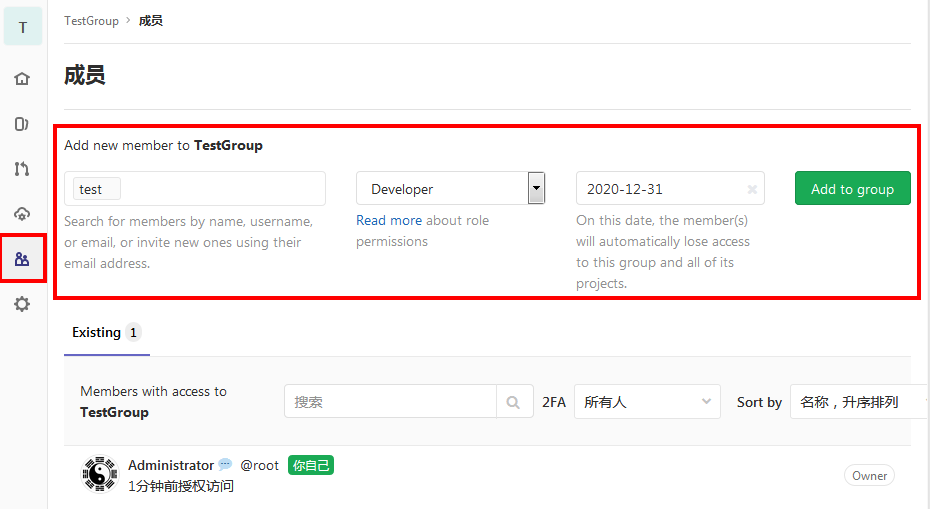 T
TestGroup › 成员
成员
Add new member to TestGroup
test
Developer
2020-12-31
Add to group
Search for members by name, username,
or email, or invite new ones using their
email address.
Read more about role
permissions
On this date, the member(s)
will automatically lose access
to this group and all of its
projects.
Existing 1
Members with access to
TestGroup
搜索
2FA
所有人
Sort by
名称，升序排列
Administrator @root 你自己
1分钟前授权访问
Owner